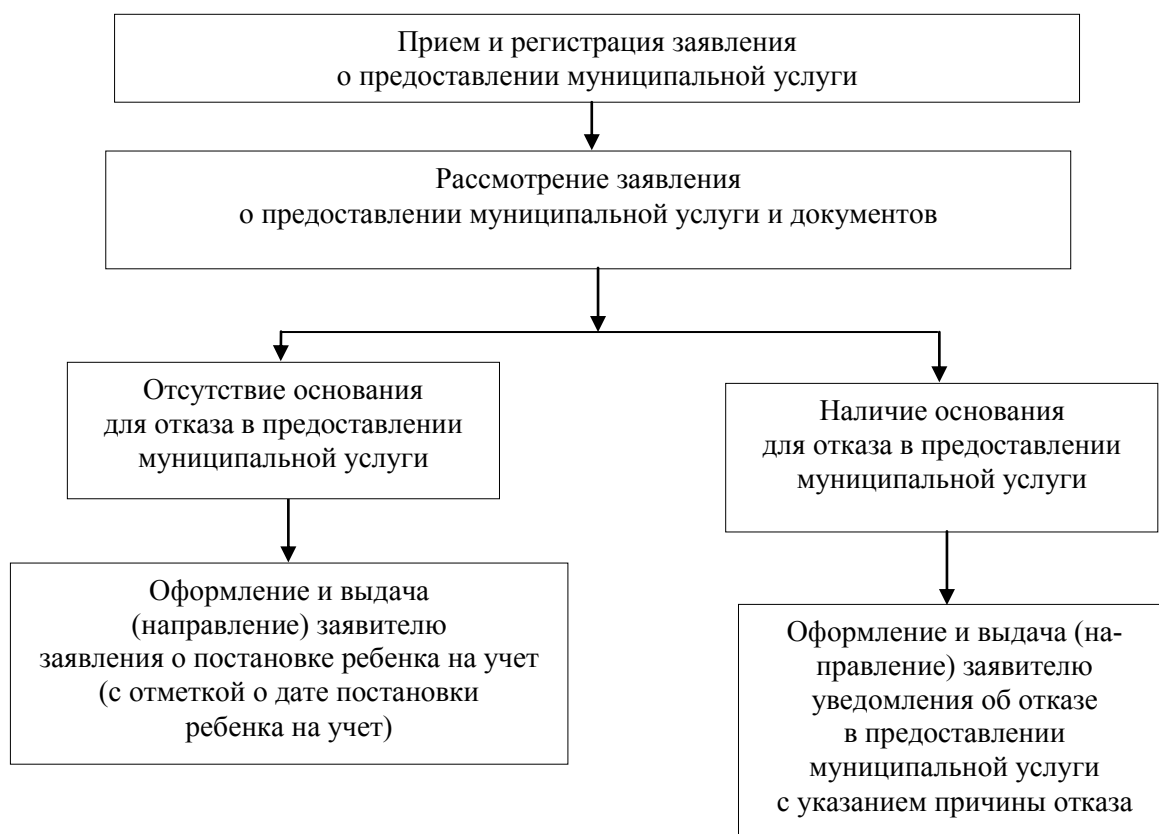 Прием и регистрация заявления
о предоставлении муниципальной услуги
Рассмотрение заявления
о предоставлении муниципальной услуги и документов
Отсутствие основания
для отказа в предоставлении
муниципальной услуги
Наличие основания
для отказа в предоставлении
муниципальной услуги
Оформление и выдача
(направление) заявителю
заявления о постановке ребенка на учет
(с отметкой о дате постановки
ребенка на учет)
Оформление и выдача (на-
правление) заявителю
уведомления об отказе
в предоставлении
муниципальной услуги
с указанием причины отказа